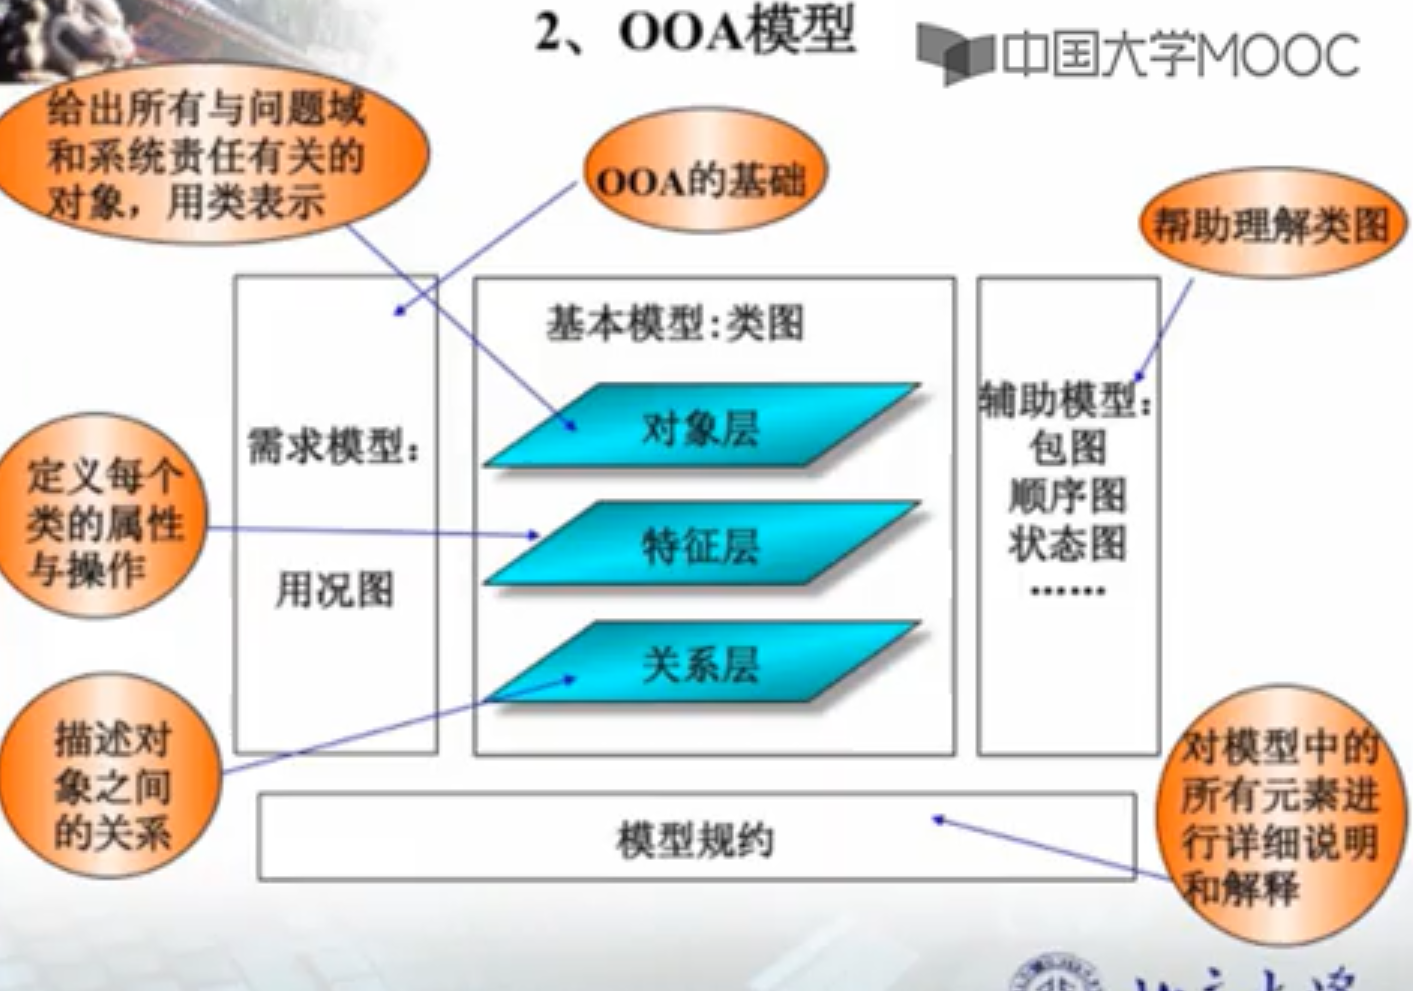 2、OOA模型
中国大学MOOC
给出所有与问题域
和系统责任有关的
对象，用类表示
OOA的基础
帮助理解类图
基本模型:类图
对象层
特征层
关系层
需求模型：
用况图
辅助模型：
包图
顺序图
状态图
……
定义每个
类的属性
与操作
描述对
象之间
的关系
模型规约
对模型中的
所有元素进
行详细说明
和解释